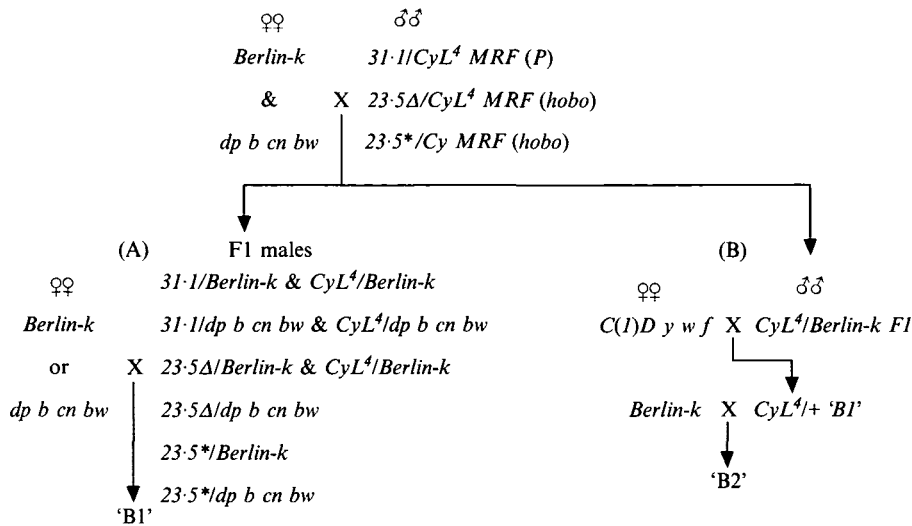 ♀♀ ♂♂
Berlin-k 31·1/CyL⁴ MRF (P)
& X 23·5Δ/CyL⁴ MRF (hobo)
dp b cn bw 23·5*/Cy MRF (hobo)
(A) F1 males
♀♀ 31·1/Berlin-k & CyL⁴/Berlin-k
Berlin-k 31·1/dp b cn bw & CyL⁴/dp b cn bw
or X 23·5Δ/Berlin-k & CyL⁴/Berlin-k
dp b cn bw 23·5Δ/dp b cn bw
23·5*/Berlin-k
23·5*/dp b cn bw
'B1'
(B)
♀♀ ♂♂
C(1)D y w f X CyL⁴/Berlin-k F1
Berlin-k X CyL⁴/+ 'B1'
'B2'